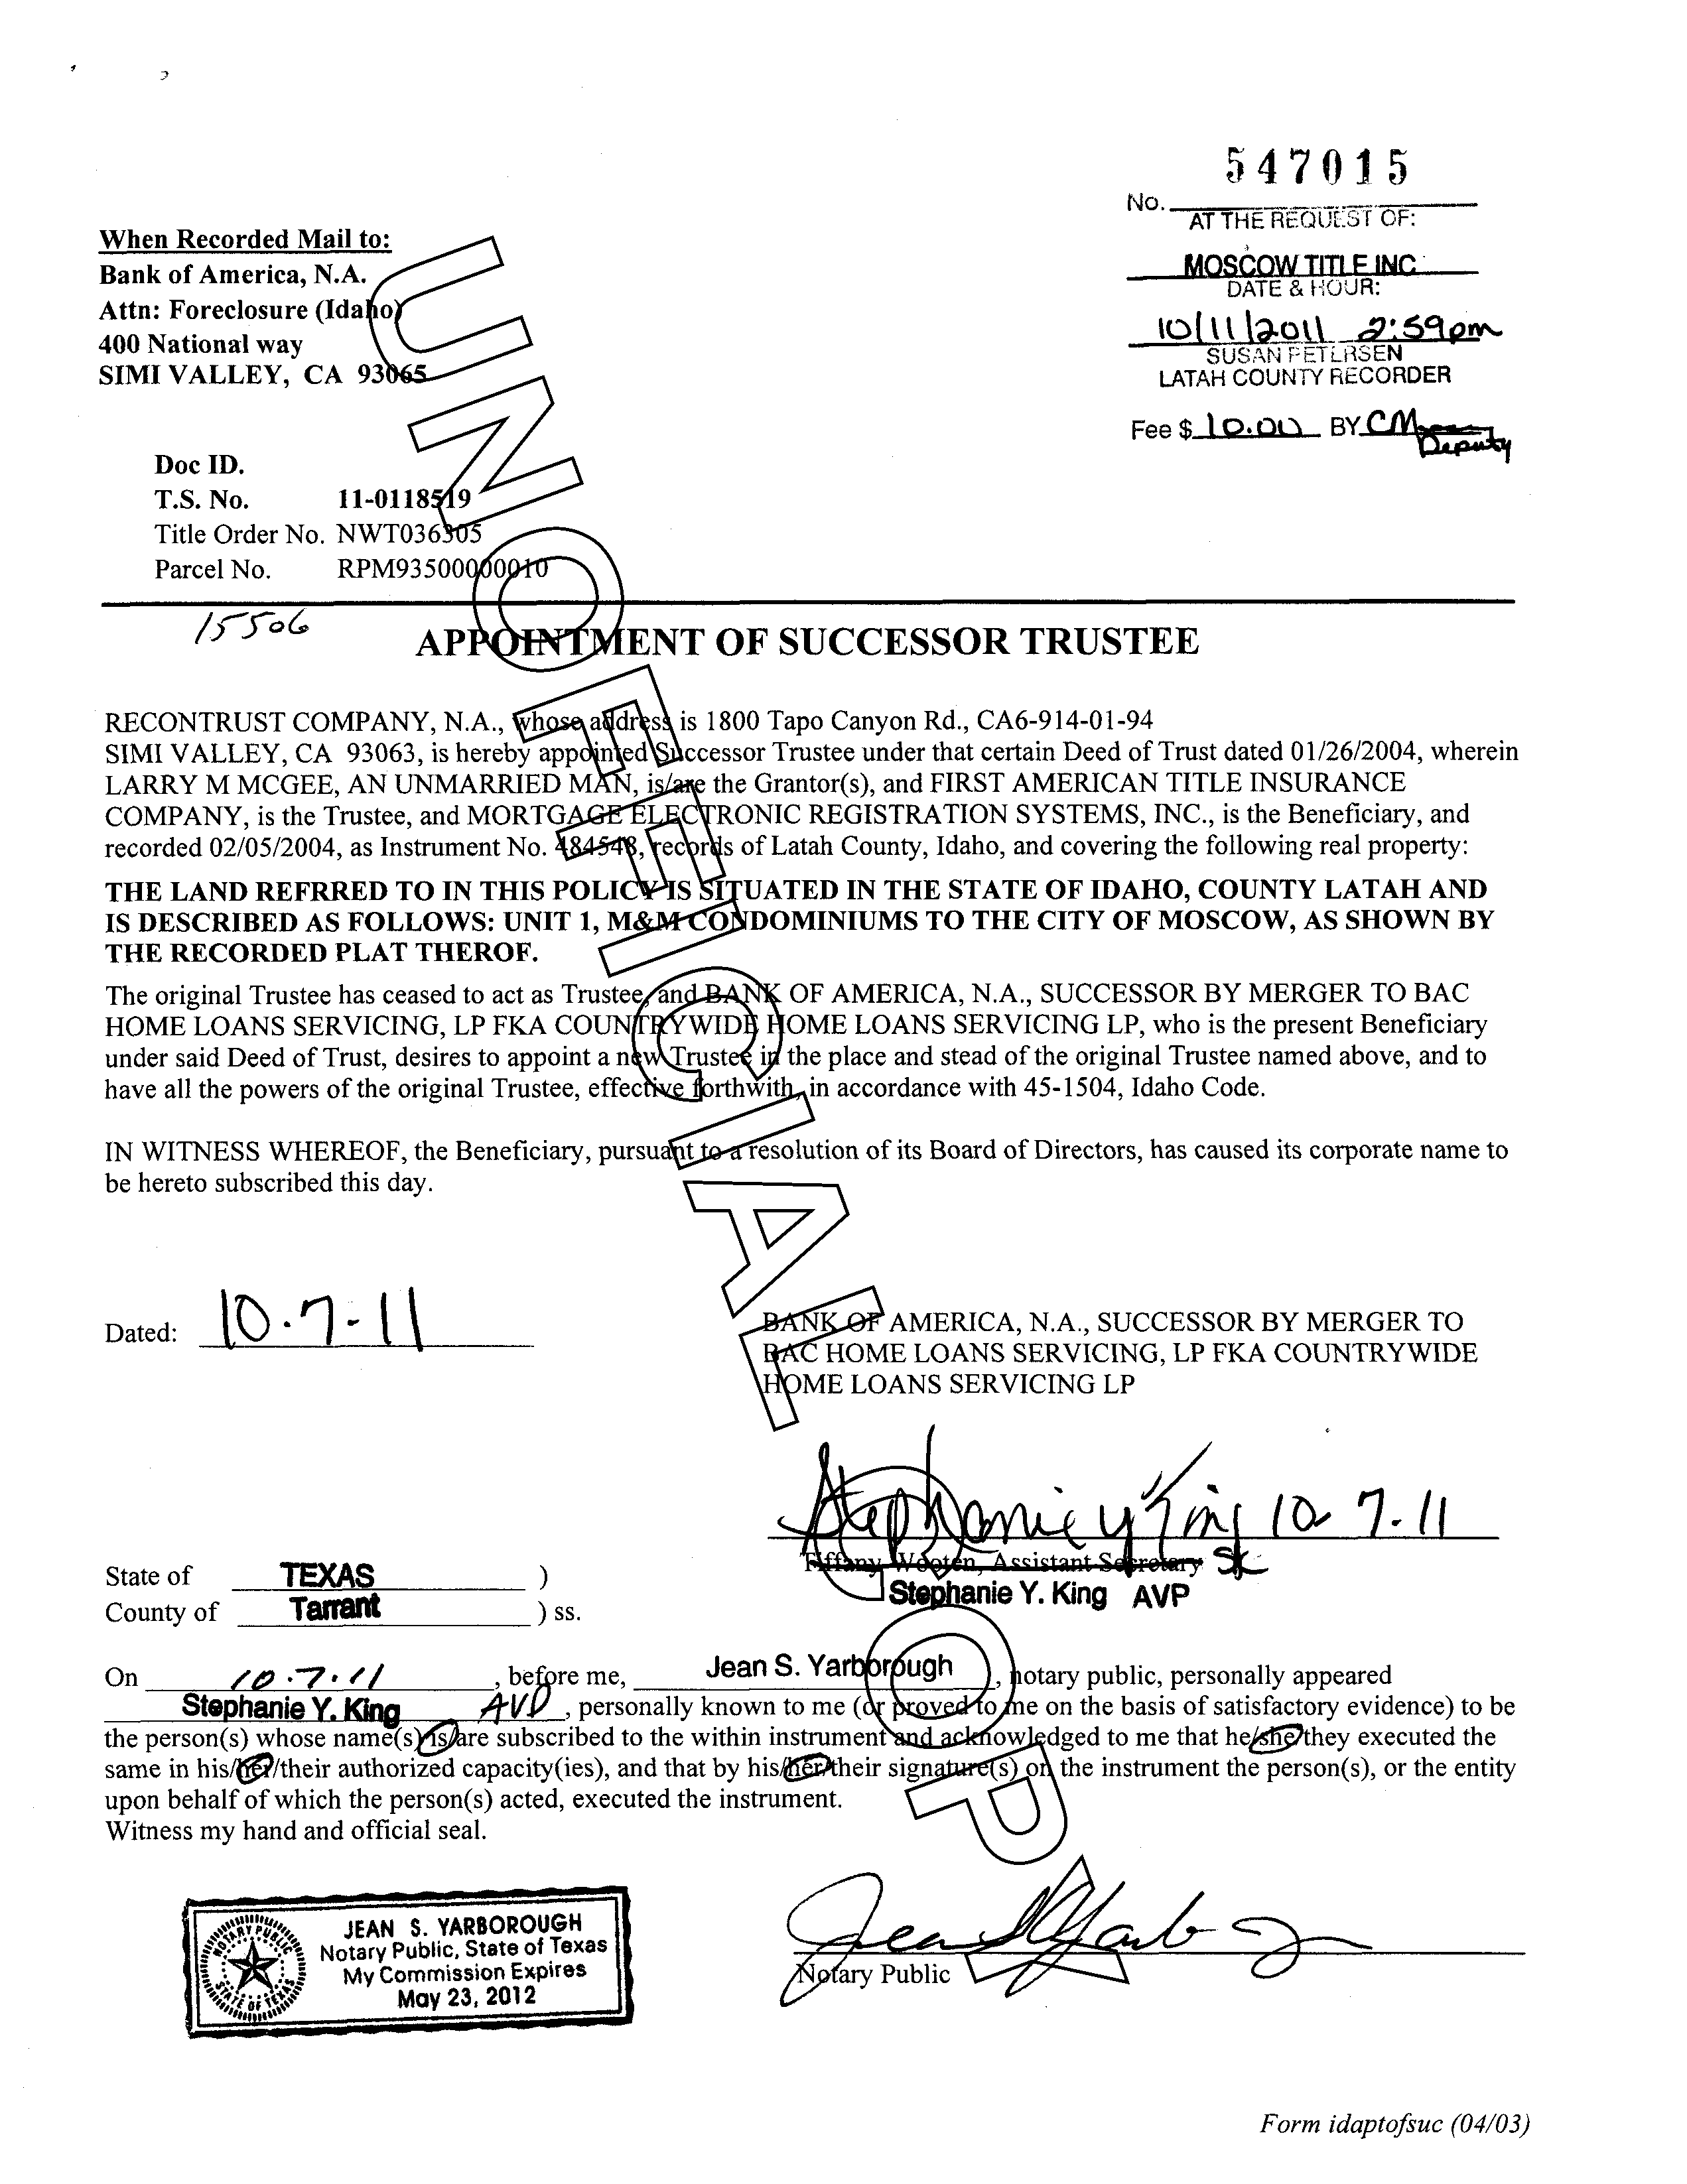 547015
No.
AT THE REQUEST OF:
MOSCOW TITLE INC
DATE & HOUR:
10/11/2011 2:59pm
SUSAN PETERSEN
LATAH COUNTY RECORDER
Fee $ 10.00 BY CM
Deputy
When Recorded Mail to:
Bank of America, N.A.
Attn: Foreclosure (Idaho)
400 National way
SIMI VALLEY, CA 93065
Doc ID.
T.S. No. 11-0118519
Title Order No. NWT036305
Parcel No. RPM93500000010
15506
APPOINTMENT OF SUCCESSOR TRUSTEE
RECONTRUST COMPANY, N.A., whose address is 1800 Tapo Canyon Rd., CA6-914-01-94
SIMI VALLEY, CA 93063, is hereby appointed Successor Trustee under that certain Deed of Trust dated 01/26/2004, wherein
LARRY M MCGEE, AN UNMARRIED MAN, is/are the Grantor(s), and FIRST AMERICAN TITLE INSURANCE
COMPANY, is the Trustee, and MORTGAGE ELECTRONIC REGISTRATION SYSTEMS, INC., is the Beneficiary, and
recorded 02/05/2004, as Instrument No. 484548, records of Latah County, Idaho, and covering the following real property:
THE LAND REFRRED TO IN THIS POLICY IS SITUATED IN THE STATE OF IDAHO, COUNTY LATAH AND
IS DESCRIBED AS FOLLOWS: UNIT 1, M&M CONDOMINIUMS TO THE CITY OF MOSCOW, AS SHOWN BY
THE RECORDED PLAT THEROF.
The original Trustee has ceased to act as Trustee, and BANK OF AMERICA, N.A., SUCCESSOR BY MERGER TO BAC
HOME LOANS SERVICING, LP FKA COUNTRYWIDE HOME LOANS SERVICING LP, who is the present Beneficiary
under said Deed of Trust, desires to appoint a new Trustee in the place and stead of the original Trustee named above, and to
have all the powers of the original Trustee, effective forthwith, in accordance with 45-1504, Idaho Code.
IN WITNESS WHEREOF, the Beneficiary, pursuant to a resolution of its Board of Directors, has caused its corporate name to
be hereto subscribed this day.
Dated: 10.7-11
BANK OF AMERICA, N.A., SUCCESSOR BY MERGER TO
BAC HOME LOANS SERVICING, LP FKA COUNTRYWIDE
HOME LOANS SERVICING LP
Stephanie Y King 10 7-11
Tiffany Wooten, Assistant Secretary SK
Stephanie Y. King AVP
State of TEXAS )
County of Tarrant ) ss.
On 10.7.11, before me, Jean S. Yarborough, notary public, personally appeared
Stephanie Y. King AVP, personally known to me (or proved to me on the basis of satisfactory evidence) to be
the person(s) whose name(s) is/are subscribed to the within instrument and acknowledged to me that he/she/they executed the
same in his/her/their authorized capacity(ies), and that by his/her/their signature(s) on the instrument the person(s), or the entity
upon behalf of which the person(s) acted, executed the instrument.
Witness my hand and official seal.
JEAN S. YARBOROUGH
Notary Public, State of Texas
My Commission Expires
May 23, 2012
NOTARY PUBLIC
STATE OF TEXAS
Jean S Yarbo
Notary Public
Form idaptofsuc (04/03)
UNOFFICIAL COPY